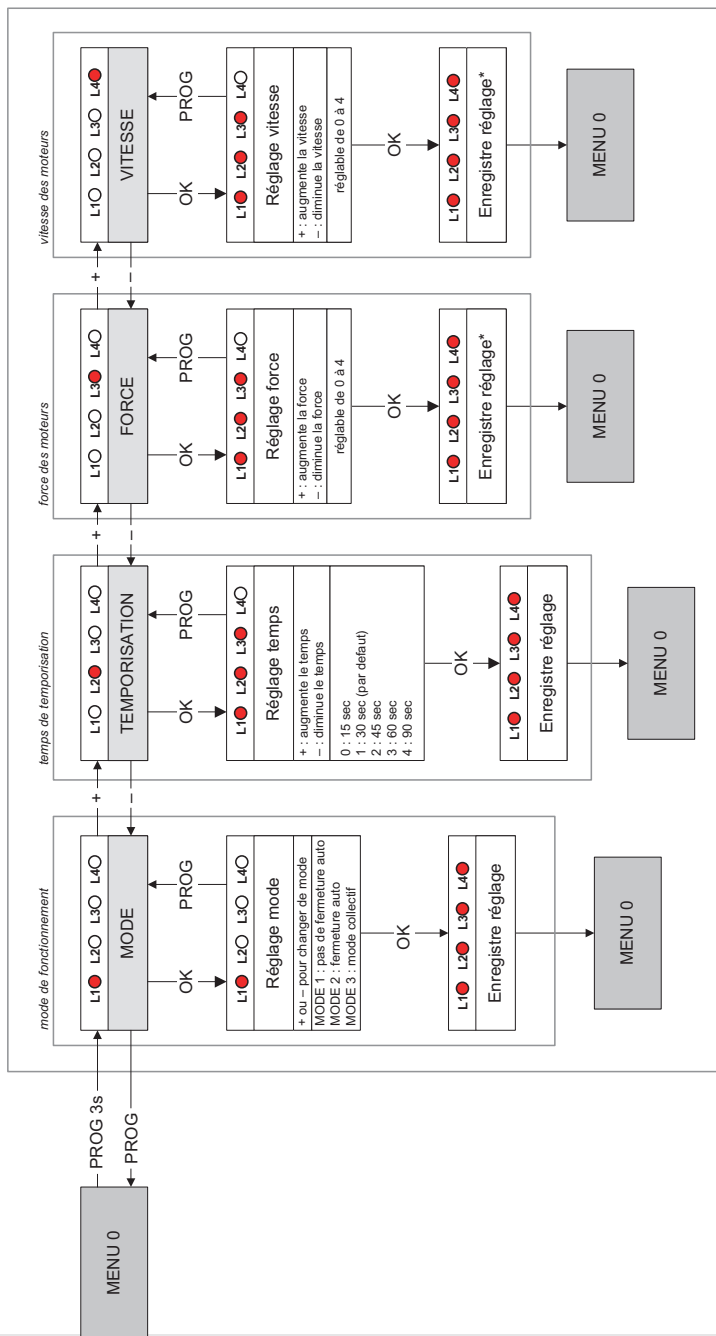 MENU 0
PROG 3s
PROG
mode de fonctionnement
L1 L2 L3 L4
MODE
OK
PROG
L1 L2 L3 L4
Réglage mode
+ ou – pour changer de mode
MODE 1 : pas de fermeture auto
MODE 2 : fermeture auto
MODE 3 : mode collectif
OK
L1 L2 L3 L4
Enregistre réglage
MENU 0
+
–
temps de temporisation
L1 L2 L3 L4
TEMPORISATION
OK
PROG
L1 L2 L3 L4
Réglage temps
+ : augmente le temps
– : diminue le temps
0 : 15 sec
1 : 30 sec (par defaut)
2 : 45 sec
3 : 60 sec
4 : 90 sec
OK
L1 L2 L3 L4
Enregistre réglage
MENU 0
+
–
force des moteurs
L1 L2 L3 L4
FORCE
OK
PROG
L1 L2 L3 L4
Réglage force
+ : augmente la force
– : diminue la force
réglable de 0 à 4
OK
L1 L2 L3 L4
Enregistre réglage*
MENU 0
+
–
vitesse des moteurs
L1 L2 L3 L4
VITESSE
OK
PROG
L1 L2 L3 L4
Réglage vitesse
+ : augmente la vitesse
– : diminue la vitesse
réglable de 0 à 4
OK
L1 L2 L3 L4
Enregistre réglage*
MENU 0